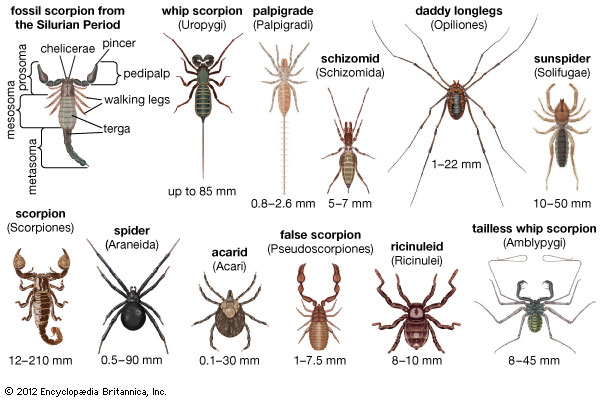 fossil scorpion from
the Silurian Period
chelicerae
pincer
prosoma
pedipalp
mesosoma
walking legs
terga
metasoma
whip scorpion
(Uropygi)
up to 85 mm
palpigrade
(Palpigradi)
0.8–2.6 mm
schizomid
(Schizomida)
5–7 mm
daddy longlegs
(Opiliones)
1–22 mm
sunspider
(Solifugae)
10–50 mm
scorpion
(Scorpiones)
12–210 mm
spider
(Araneida)
0.5–90 mm
acarid
(Acari)
0.1–30 mm
false scorpion
(Pseudoscorpiones)
1–7.5 mm
ricinuleid
(Ricinulei)
8–10 mm
tailless whip scorpion
(Amblypygi)
8–45 mm
© 2012 Encyclopædia Britannica, Inc.